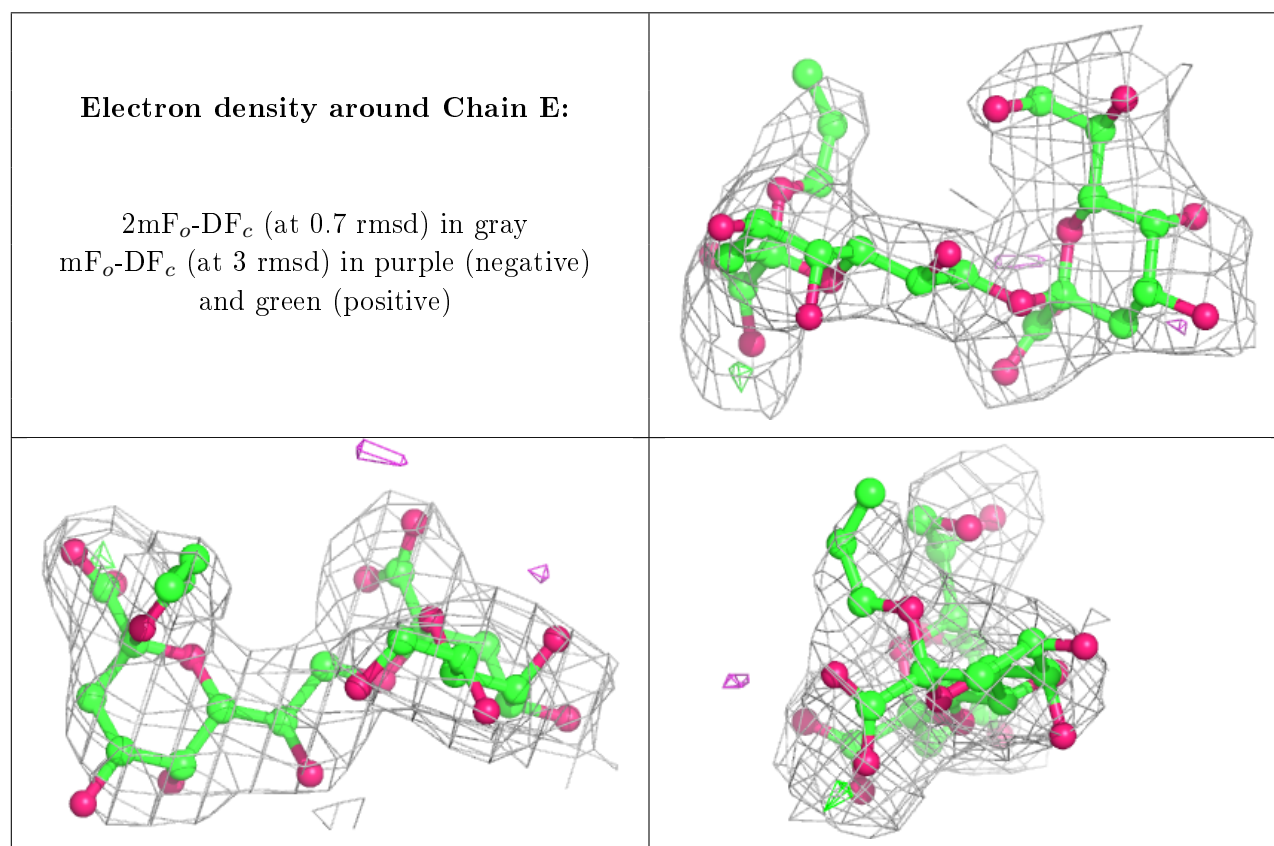 Electron density around Chain E:
2mFo-DFc (at 0.7 rmsd) in gray
mFo-DFc (at 3 rmsd) in purple (negative)
and green (positive)